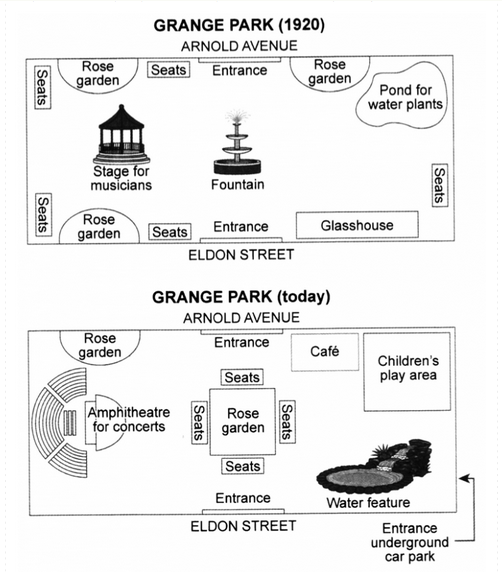 GRANGE PARK (1920)
ARNOLD AVENUE
Rose
garden
Seats
Entrance
Rose
garden
Seats
Pond for
water plants
Stage for
musicians
Fountain
Seats
Seats
Rose
garden
Seats
Entrance
Glasshouse
ELDON STREET
GRANGE PARK (today)
ARNOLD AVENUE
Rose
garden
Entrance
Café
Children's
play area
Seats
Amphitheatre
for concerts
Seats
Rose
garden
Seats
Seats
Entrance
Water feature
ELDON STREET
Entrance
underground
car park